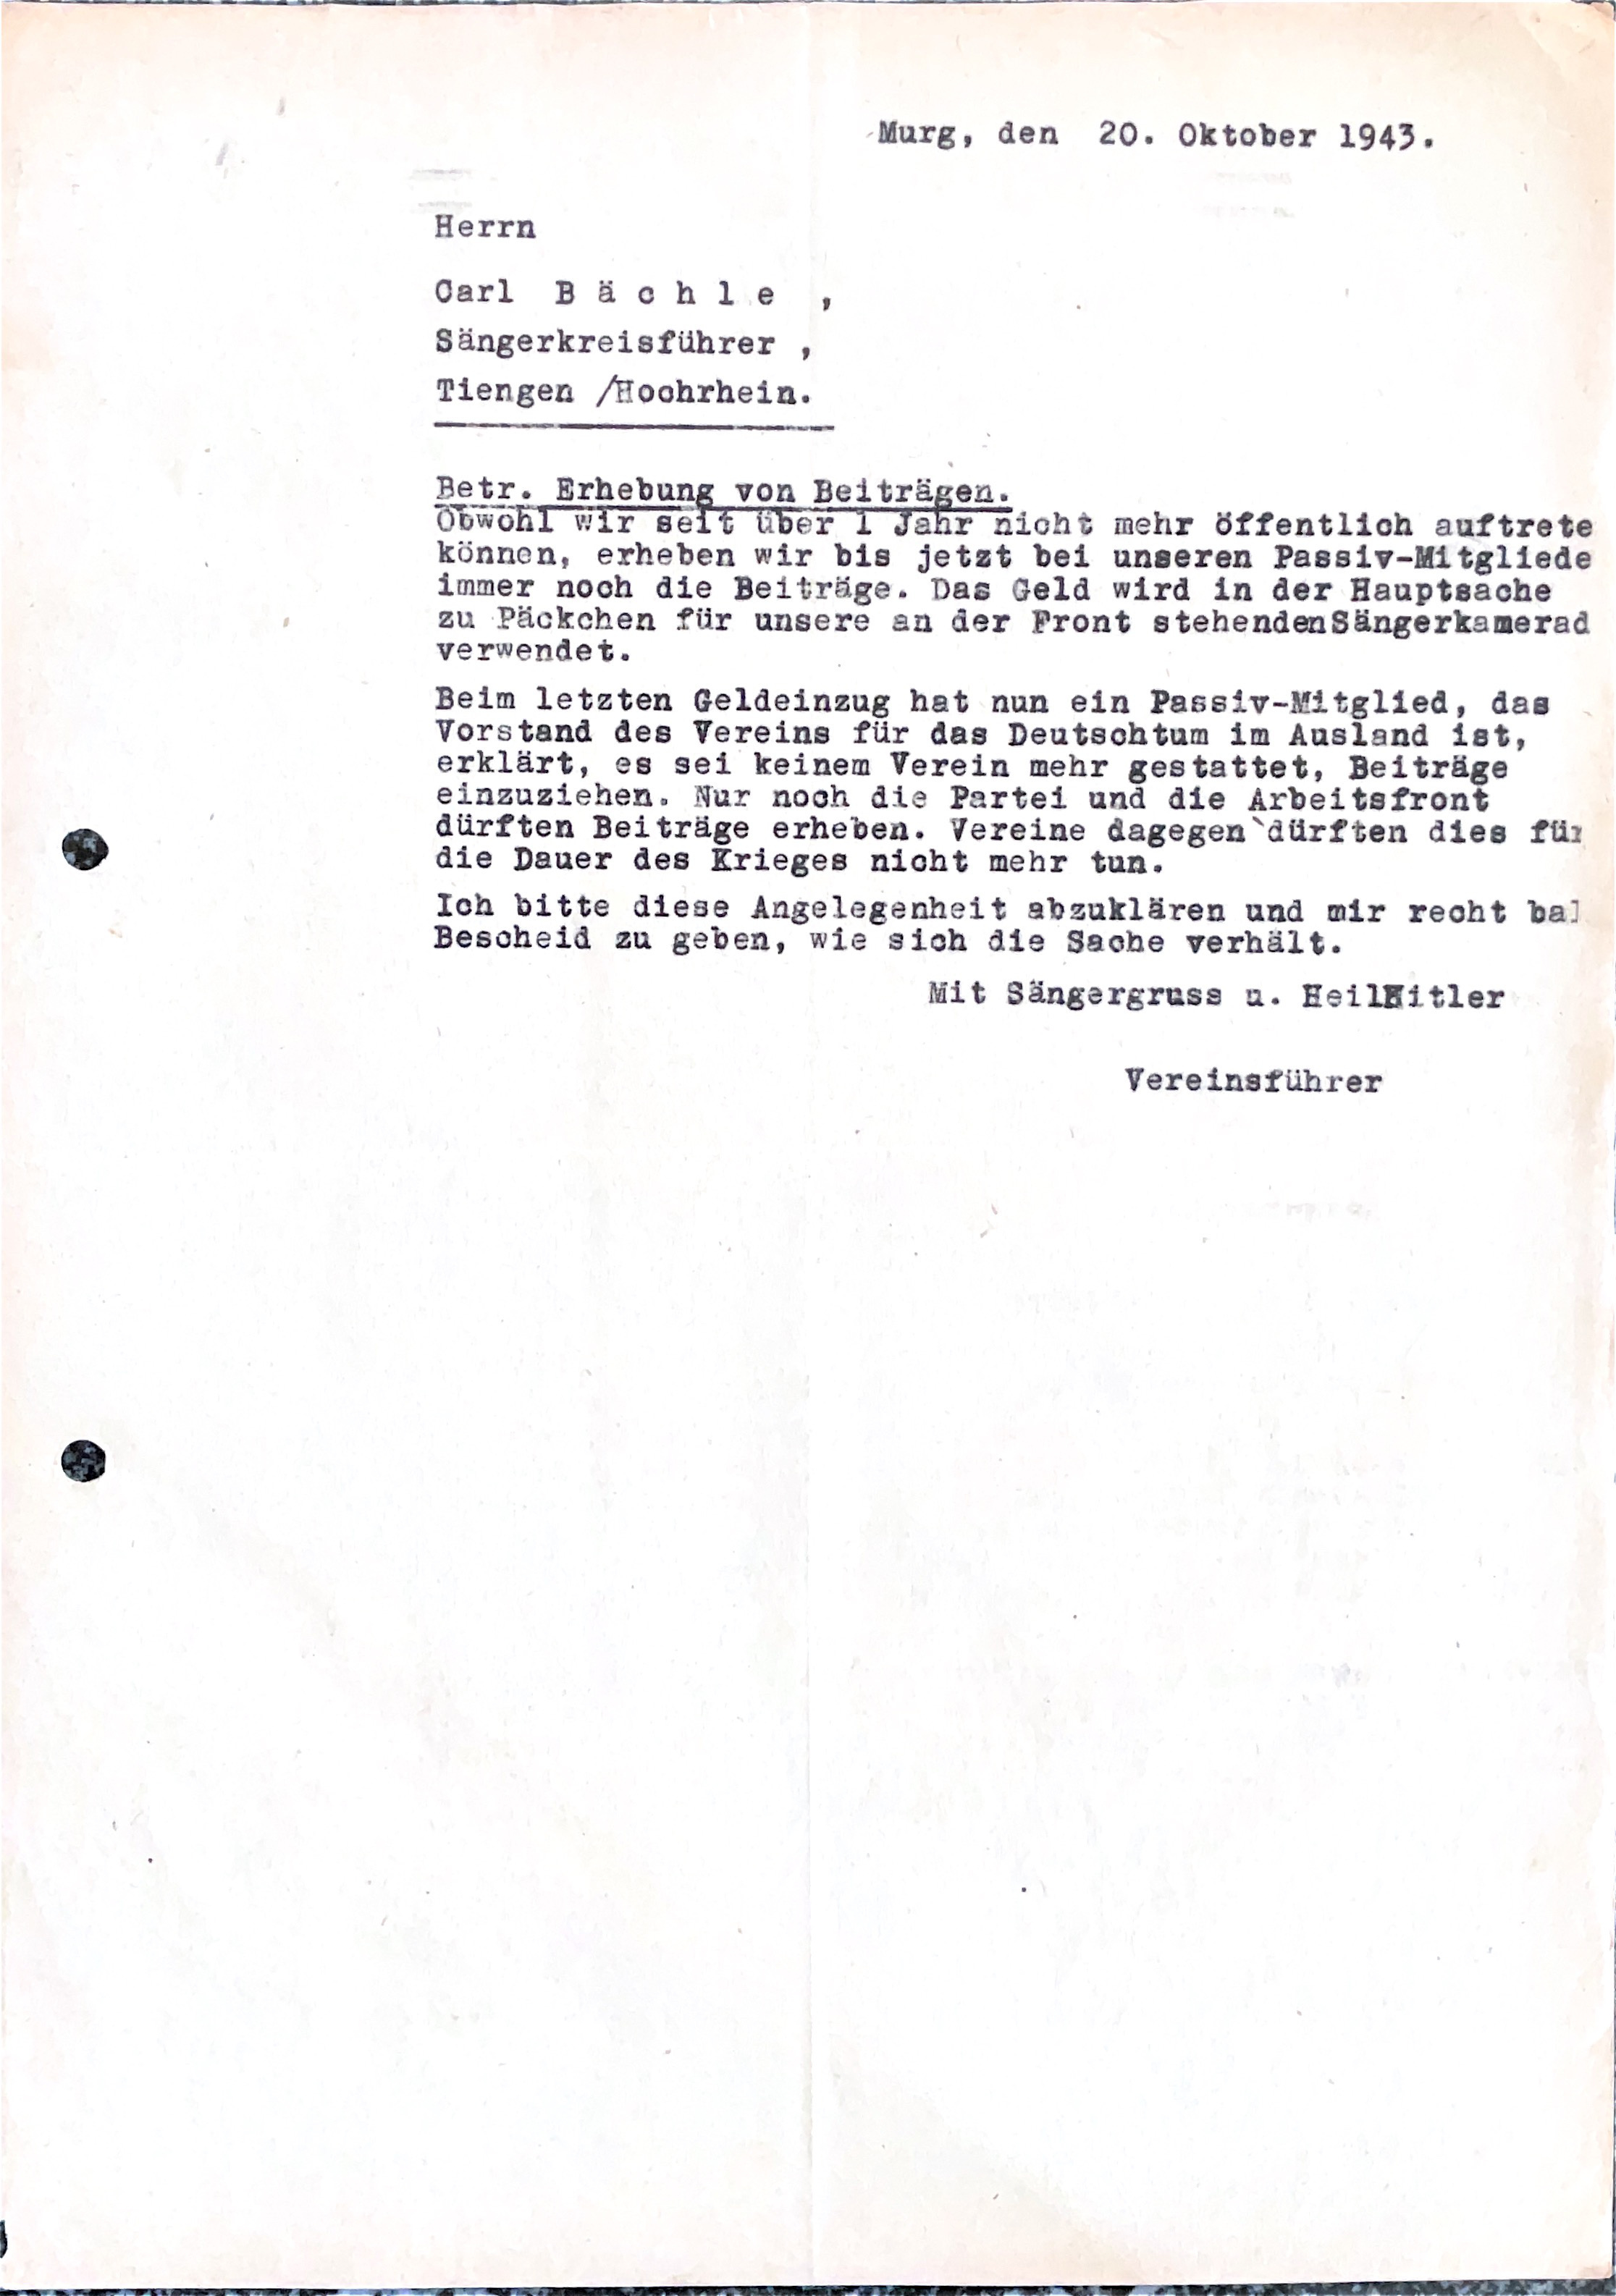 Murg, den 20. Oktober 1943.
Herrn
Carl B ä c h l e ,
Sängerkreisführer ,
Tiengen /Hochrhein.
Betr. Erhebung von Beiträgen.
Obwohl wir seit über 1 Jahr nicht mehr öffentlich auftrete
können, erheben wir bis jetzt bei unseren Passiv-Mitgliede
immer noch die Beiträge. Das Geld wird in der Hauptsache
zu Päckchen für unsere an der Front stehendenSängerkamerad
verwendet.
Beim letzten Geldeinzug hat nun ein Passiv-Mitglied, das
Vorstand des Vereins für das Deutschtum im Ausland ist,
erklärt, es sei keinem Verein mehr gestattet, Beiträge
einzuziehen. Nur noch die Partei und die Arbeitsfront
dürften Beiträge erheben. Vereine dagegen dürften dies für
die Dauer des Krieges nicht mehr tun.
Ich bitte diese Angelegenheit abzuklären und mir recht bal
Bescheid zu geben, wie sich die Sache verhält.
Mit Sängergruss u. HeilHitler
Vereinsführer